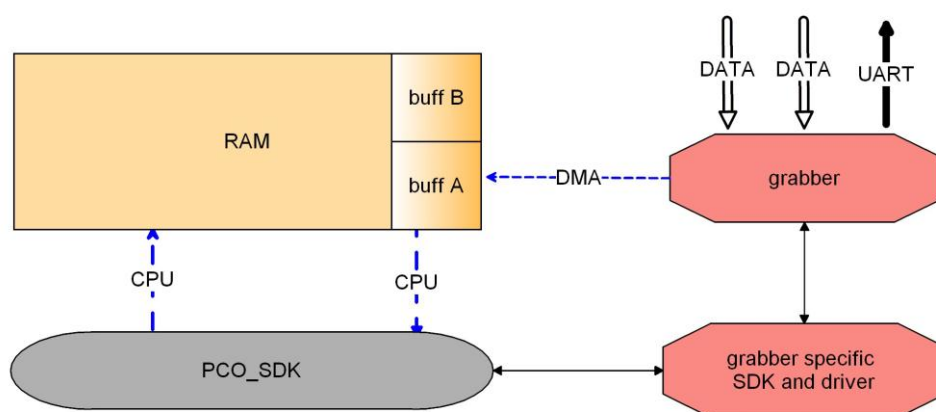 DATA
DATA
UART
buff B
RAM
buff A
DMA
grabber
CPU
CPU
PCO_SDK
grabber specific
SDK and driver